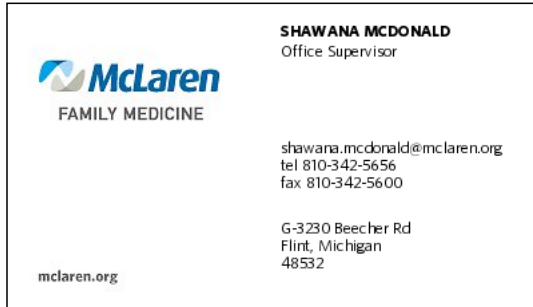 McLaren
FAMILY MEDICINE
mclaren.org
SHAWANA MCDONALD
Office Supervisor
shawana.mcdonald@mclaren.org
tel 810-342-5656
fax 810-342-5600
G-3230 Beecher Rd
Flint, Michigan
48532